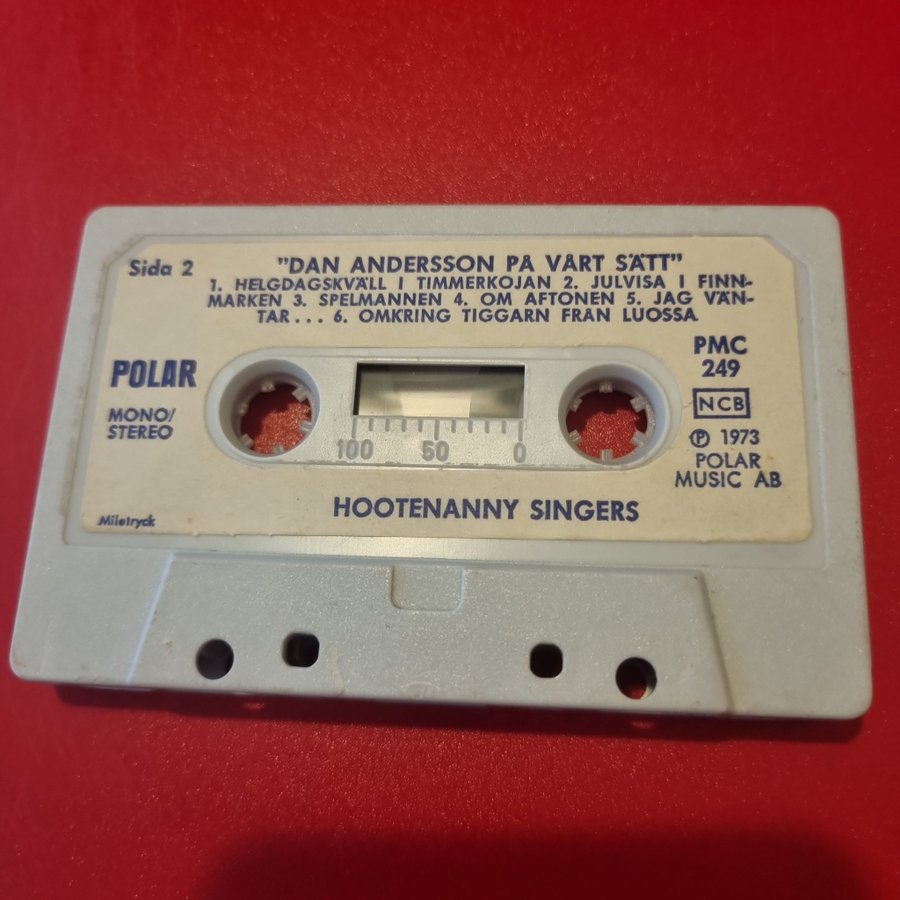 Sida 2
"DAN ANDERSSON PÅ VÅRT SÄTT"
1. HELGDAGSKVÄLL I TIMMERKOJAN 2. JULVISA I FINN-
MARKEN 3. SPELMANNEN 4. OM AFTONEN 5. JAG VÄN-
TAR... 6. OMKRING TIGGARN FRÅN LUOSSA
POLAR
MONO/
STEREO
PMC
249
NCB
Ⓟ 1973
POLAR
MUSIC AB
100 50 0
HOOTENANNY SINGERS
Miletryck